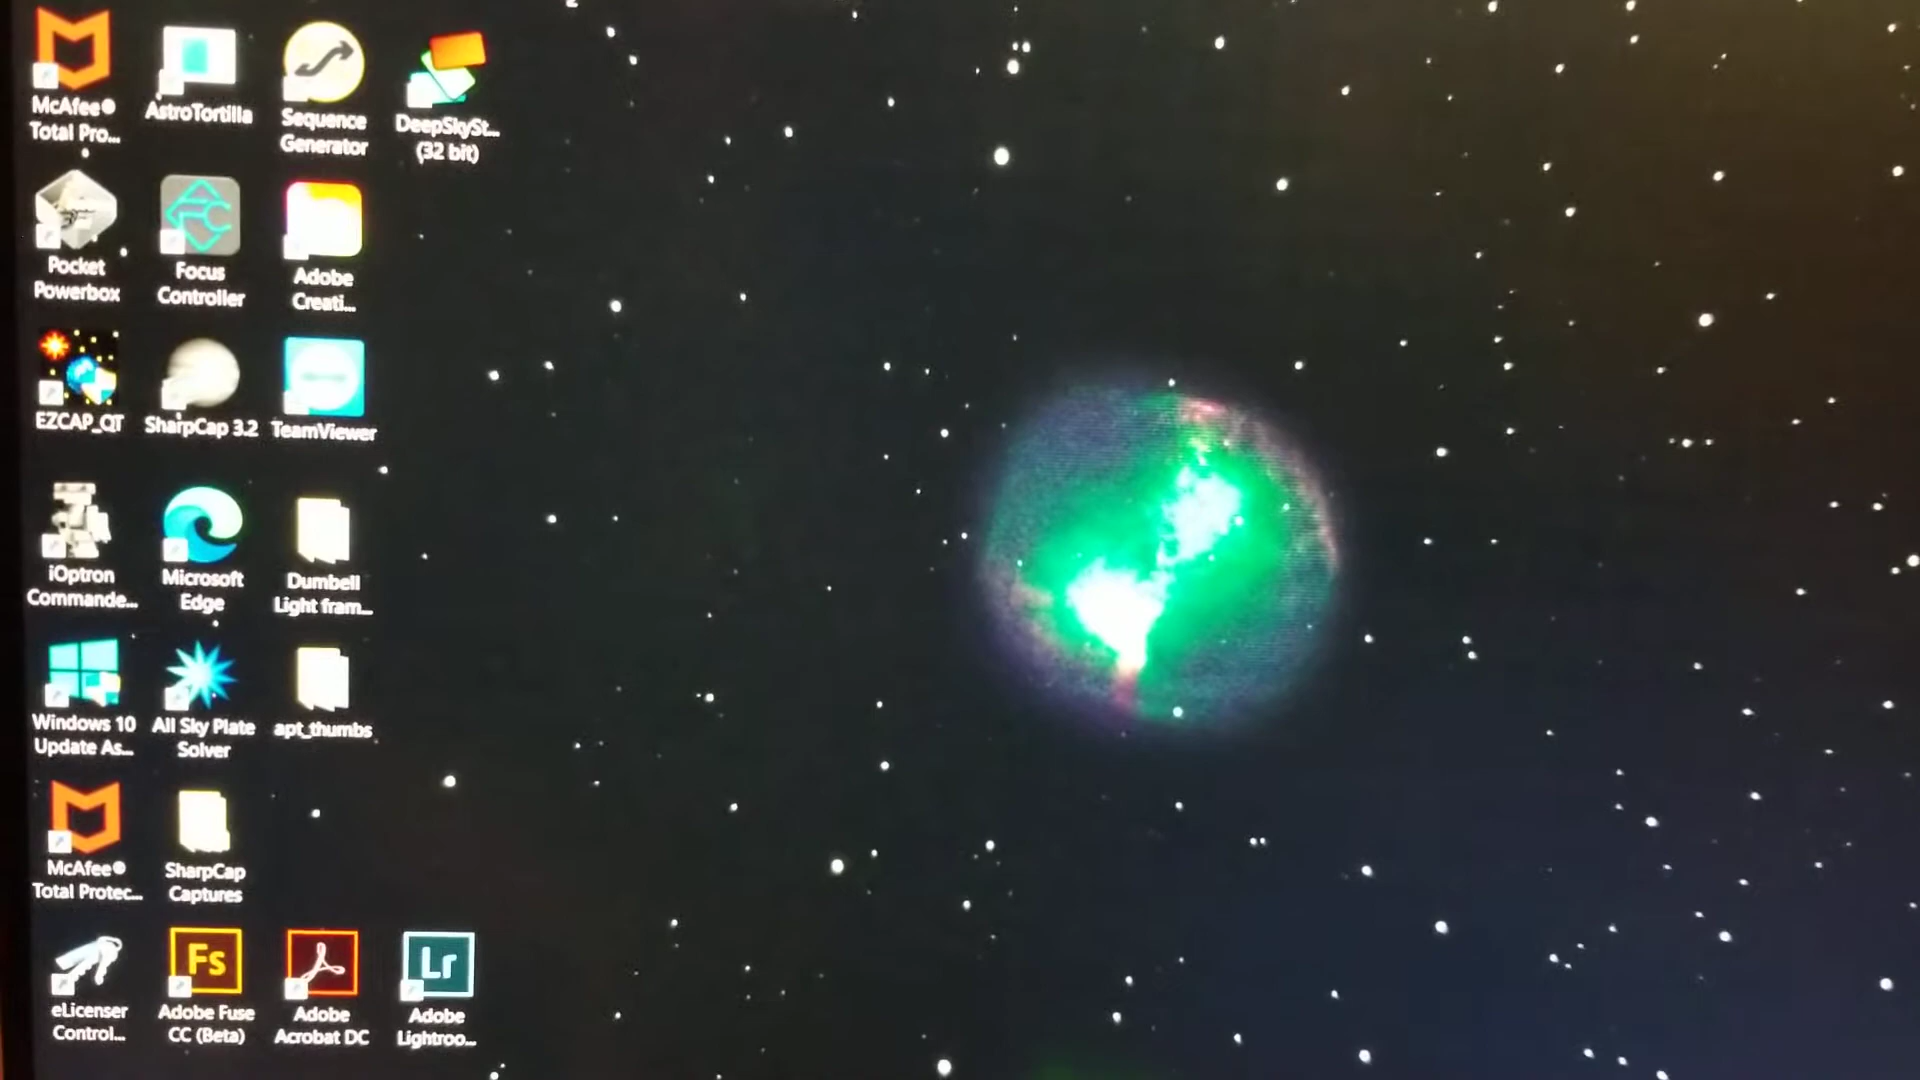 McAfee®
Total Pro...
AstroTortilla
Sequence
Generator
DeepSkySt...
(32 bit)
Pocket
Powerbox
Focus
Controller
Adobe
Creati...
EZCAP_QT
SharpCap 3.2
TeamViewer
iOptron
Commande...
Microsoft
Edge
Dumbell
Light fram...
Windows 10
Update As...
All Sky Plate
Solver
apt_thumbs
McAfee®
Total Protec...
SharpCap
Captures
eLicenser
Control...
Fs
Adobe Fuse
CC (Beta)
Adobe
Acrobat DC
Lr
Adobe
Lightroo...